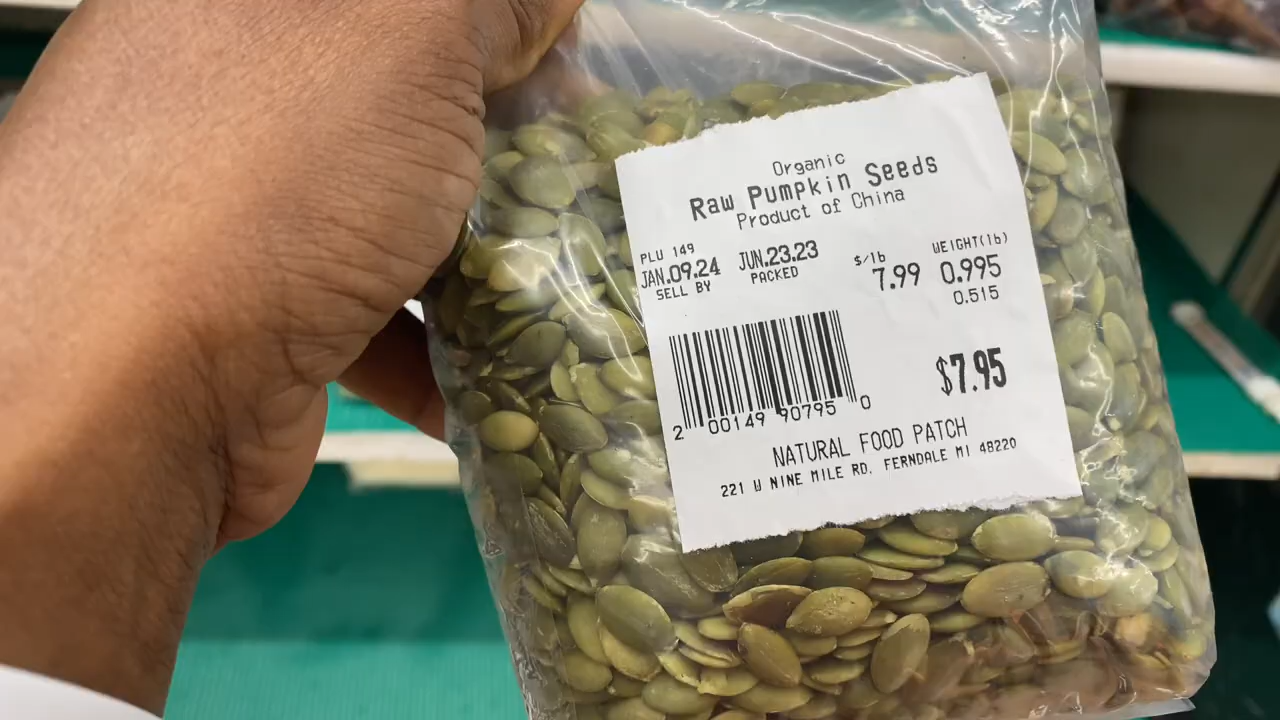 Organic
Raw Pumpkin Seeds
Product of China
PLU 149
JAN.09.24 JUN.23.23 $/lb WEIGHT(lb)
SELL BY PACKED 7.99 0.995
0.515
$7.95
2 00149 90795 0
NATURAL FOOD PATCH
221 W NINE MILE RD. FERNDALE MI 48220